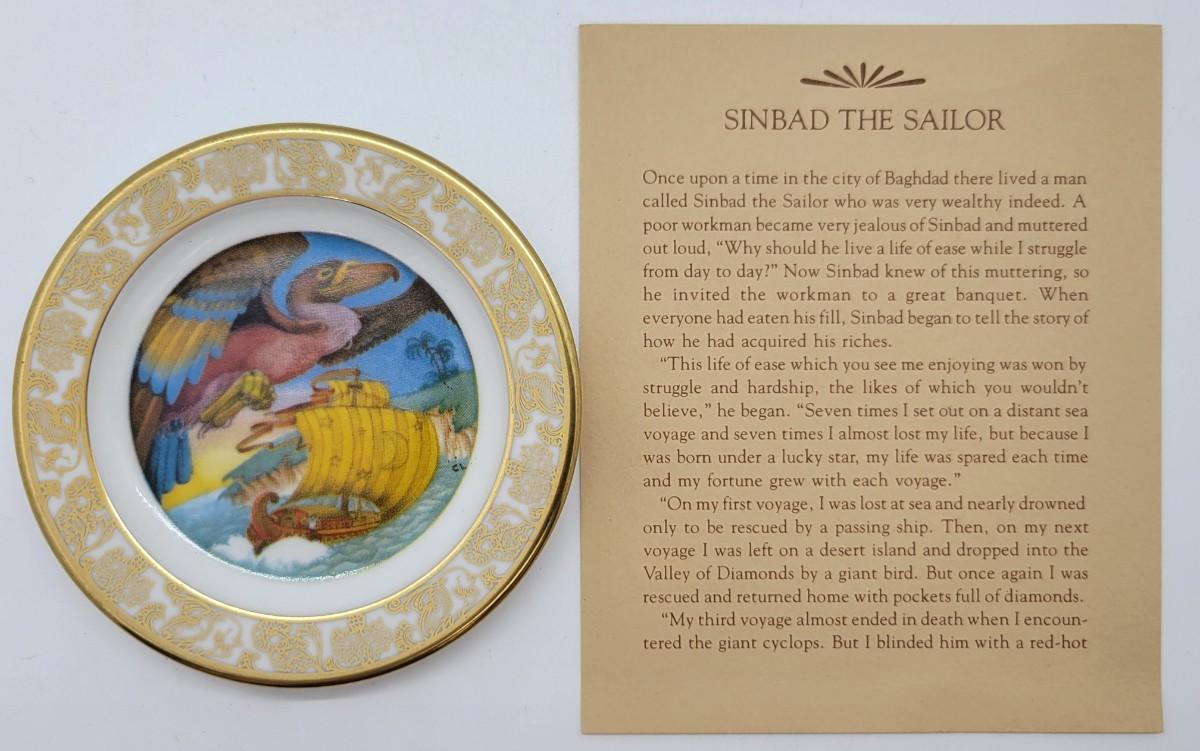 SINBAD THE SAILOR
Once upon a time in the city of Baghdad there lived a man
called Sinbad the Sailor who was very wealthy indeed. A
poor workman became very jealous of Sinbad and muttered
out loud, “Why should he live a life of ease while I struggle
from day to day?” Now Sinbad knew of this muttering, so
he invited the workman to a great banquet. When
everyone had eaten his fill, Sinbad began to tell the story of
how he had acquired his riches.
“This life of ease which you see me enjoying was won by
struggle and hardship, the likes of which you wouldn’t
believe,” he began. “Seven times I set out on a distant sea
voyage and seven times I almost lost my life, but because I
was born under a lucky star, my life was spared each time
and my fortune grew with each voyage.”
“On my first voyage, I was lost at sea and nearly drowned
only to be rescued by a passing ship. Then, on my next
voyage I was left on a desert island and dropped into the
Valley of Diamonds by a giant bird. But once again I was
rescued and returned home with pockets full of diamonds.
“My third voyage almost ended in death when I encoun-
tered the giant cyclops. But I blinded him with a red-hot
CL